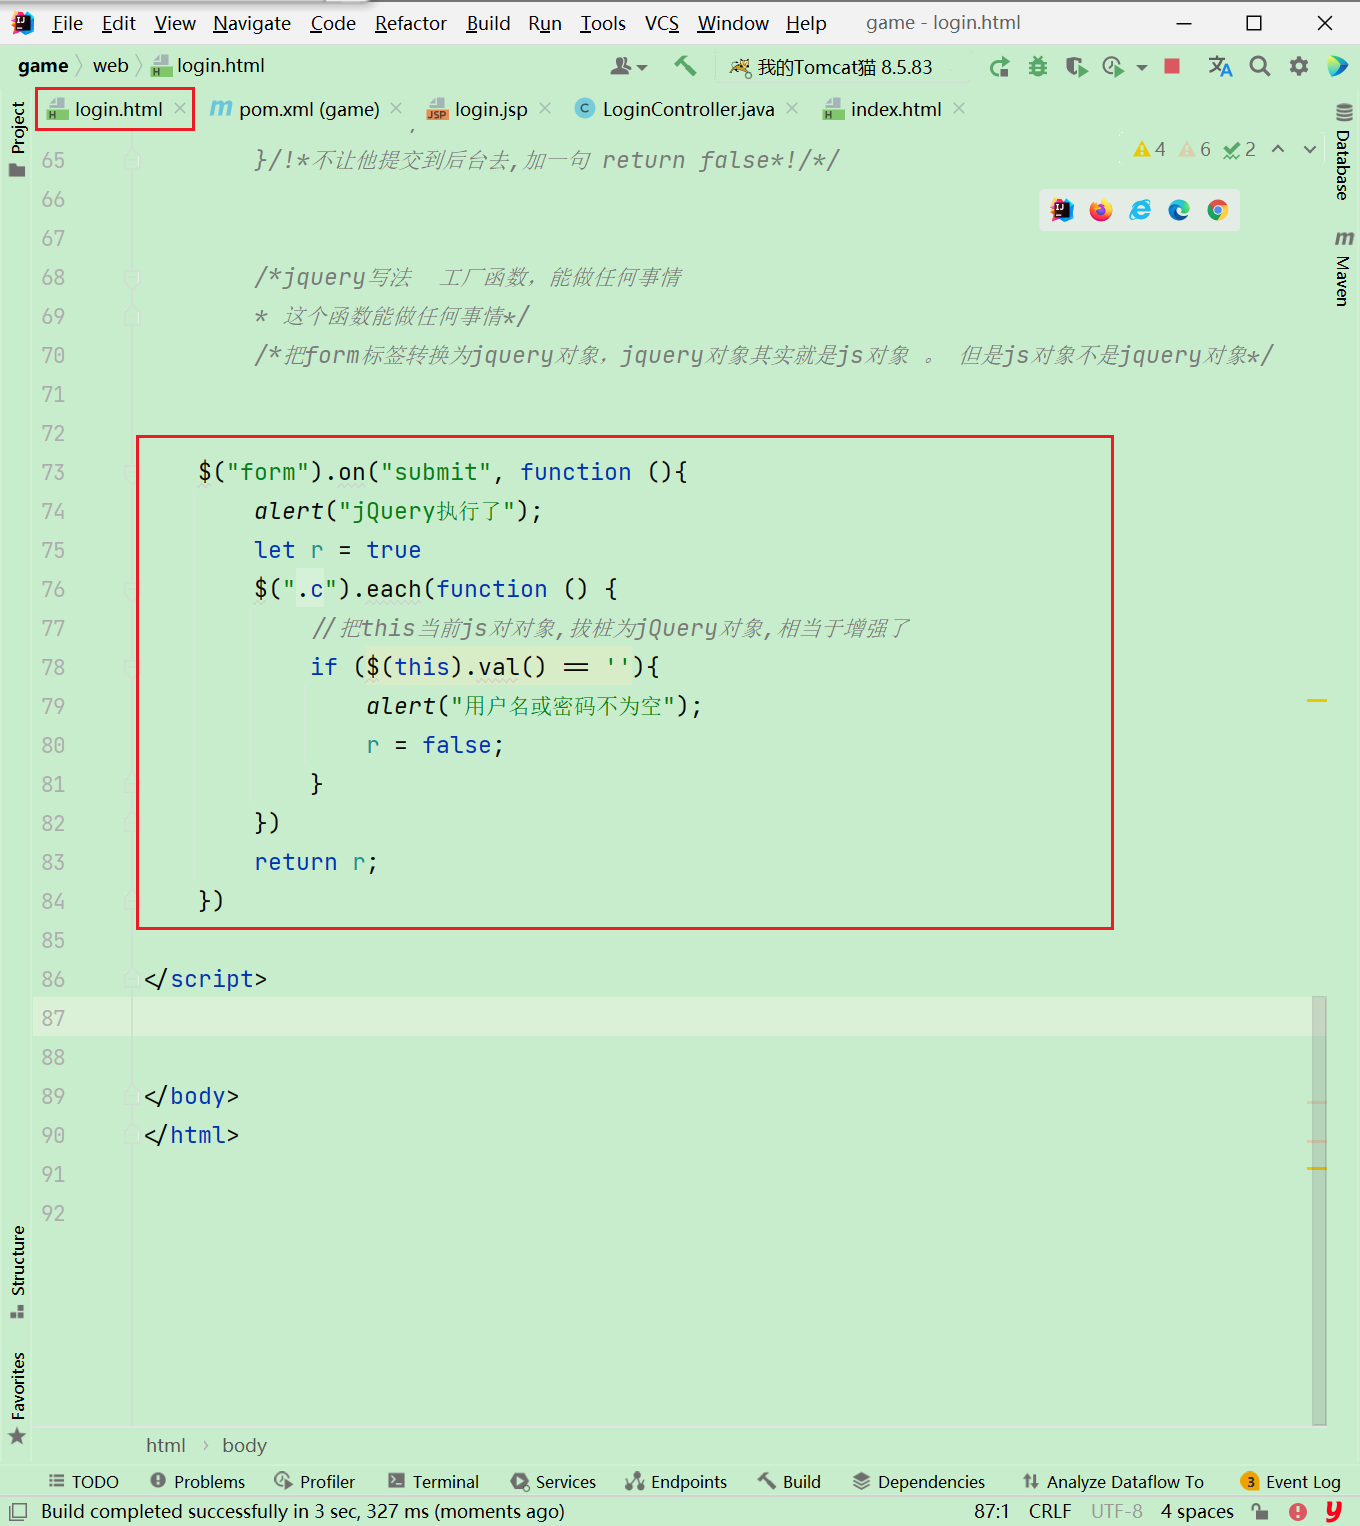 File Edit View Navigate Code Refactor Build Run Tools VCS Window Help game - login.html
game web login.html 我的Tomcat猫 8.5.83
login.html pom.xml (game) login.jsp LoginController.java index.html
Project
Database
Maven
Structure
Favorites
4 6 2
65 }/!*不让他提交到后台去,加一句 return false*!/*/
66
67
68 /*jquery写法  工厂函数，能做任何事情
69 * 这个函数能做任何事情*/
70 /*把form标签转换为jquery对象，jquery对象其实就是js对象 。 但是js对象不是jquery对象*/
71
72
73 $("form").on("submit", function (){
74 alert("jQuery执行了");
75 let r = true
76 $(".c").each(function () {
77 //把this当前js对对象,拔桩为jQuery对象,相当于增强了
78 if ($(this).val() == ''){
79 alert("用户名或密码不为空");
80 r = false;
81 }
82 })
83 return r;
84 })
85
86 </script>
87
88
89 </body>
90 </html>
91
92
html › body
TODO Problems Profiler Terminal Services Endpoints Build Dependencies Analyze Dataflow To 3 Event Log
Build completed successfully in 3 sec, 327 ms (moments ago) 87:1 CRLF UTF-8 4 spaces